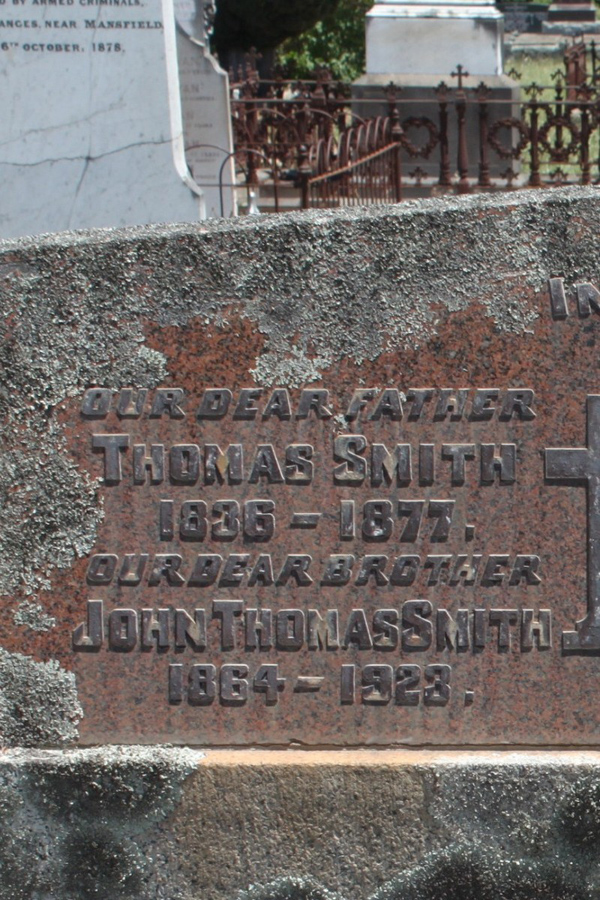 D BY ARMED CRIMINALS,
ANGES, NEAR MANSFIELD
6TH OCTOBER, 1878.
IN
OUR DEAR FATHER
THOMAS SMITH
1836 – 1877.
OUR DEAR BROTHER
JOHN THOMAS SMITH
1864 – 1923.